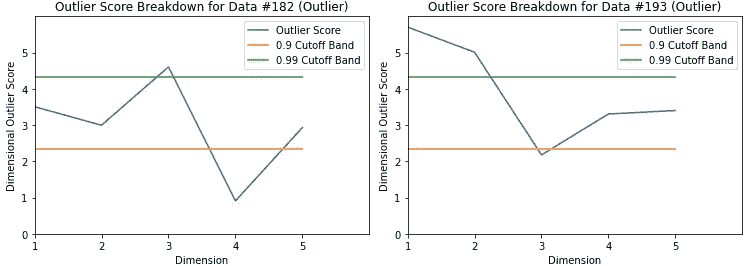 Outlier Score Breakdown for Data #182 (Outlier)
Dimensional Outlier Score
5
4
3
2
1
0
Outlier Score
0.9 Cutoff Band
0.99 Cutoff Band
1
2
3
4
5
Dimension
Outlier Score Breakdown for Data #193 (Outlier)
Dimensional Outlier Score
5
4
3
2
1
0
Outlier Score
0.9 Cutoff Band
0.99 Cutoff Band
1
2
3
4
5
Dimension